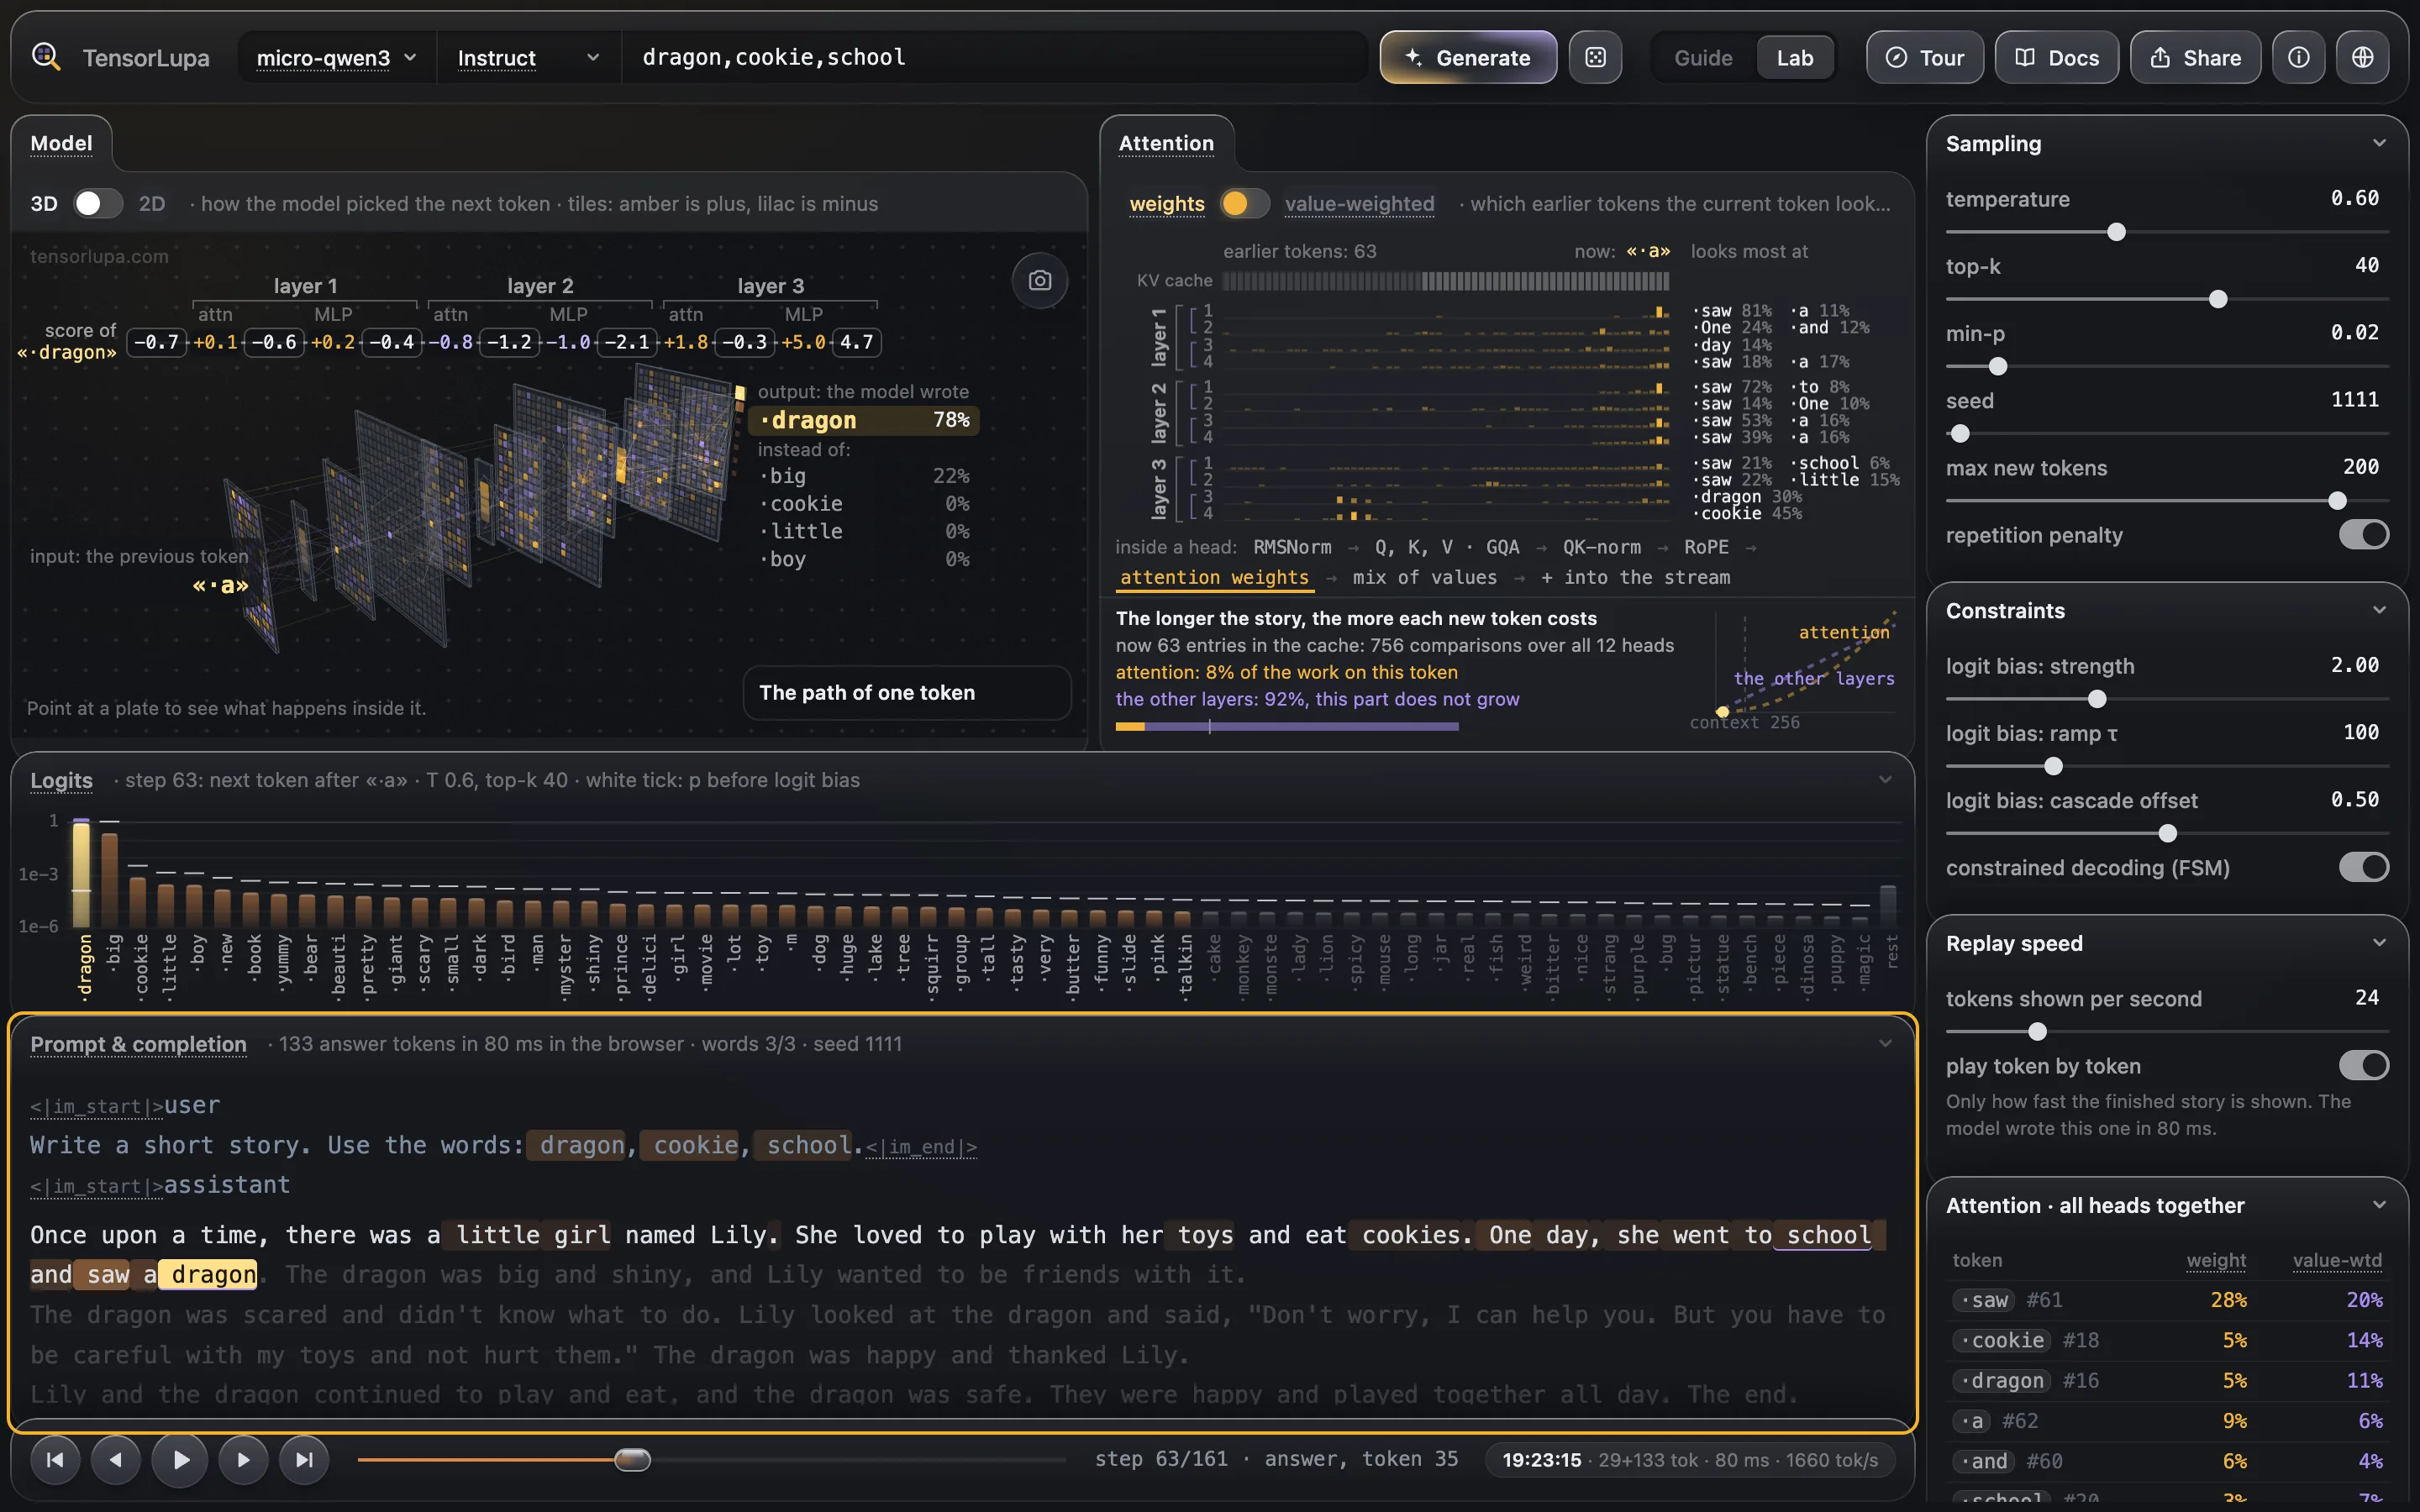 TensorLupa micro-qwen3 Instruct dragon,cookie,school Generate Guide Lab Tour Docs Share
Model
3D 2D · how the model picked the next token · tiles: amber is plus, lilac is minus
tensorlupa.com
layer 1 layer 2 layer 3
attn MLP attn MLP attn MLP
score of
«·dragon» −0.7 +0.1 −0.6 +0.2 −0.4 −0.8 −1.2 −1.0 −2.1 +1.8 −0.3 +5.0 4.7
output: the model wrote
·dragon 78%
instead of:
·big 22%
·cookie 0%
·little 0%
·boy 0%
input: the previous token
«·a»
Point at a plate to see what happens inside it.
The path of one token
Attention
weights value-weighted · which earlier tokens the current token look…
earlier tokens: 63 now: «·a» looks most at
KV cache
layer 1
1 ·saw 81% ·a 11%
2 ·One 24% ·and 12%
3 ·day 14%
4 ·saw 18% ·a 17%
layer 2
1 ·saw 72% ·to 8%
2 ·saw 14% ·One 10%
3 ·saw 53% ·a 16%
4 ·saw 39% ·a 16%
layer 3
1 ·saw 21% ·school 6%
2 ·saw 22% ·little 15%
3 ·dragon 30%
4 ·cookie 45%
inside a head: RMSNorm → Q, K, V · GQA → QK-norm → RoPE →
attention weights → mix of values → + into the stream
The longer the story, the more each new token costs
now 63 entries in the cache: 756 comparisons over all 12 heads
attention: 8% of the work on this token
the other layers: 92%, this part does not grow
attention
the other layers
context 256
Logits · step 63: next token after «·a» · T 0.6, top-k 40 · white tick: p before logit bias
1
1e−3
1e−6
·dragon ·big ·cookie ·little ·boy ·new ·book ·yummy ·bear ·beauti ·pretty ·giant ·scary ·small ·dark ·bird ·man ·myster ·shiny ·prince ·delici ·girl ·movie ·lot ·toy ·m ·dog ·huge ·lake ·tree ·squirr ·group ·tall ·tasty ·very ·butter ·funny ·slide ·pink ·talkin ·cake ·monkey ·monste ·lady ·lion ·spicy ·mouse ·long ·jar ·real ·fish ·weird ·bitter ·nice ·strang ·purple ·bug ·pictur ·statue ·bench ·piece ·dinosa ·puppy ·magic rest
Prompt & completion · 133 answer tokens in 80 ms in the browser · words 3/3 · seed 1111
<|im_start|>user
Write a short story. Use the words: dragon, cookie, school.<|im_end|>
<|im_start|>assistant
Once upon a time, there was a little girl named Lily. She loved to play with her toys and eat cookies. One day, she went to school
and saw a dragon. The dragon was big and shiny, and Lily wanted to be friends with it.
The dragon was scared and didn't know what to do. Lily looked at the dragon and said, "Don't worry, I can help you. But you have to
be careful with my toys and not hurt them." The dragon was happy and thanked Lily.
Lily and the dragon continued to play and eat, and the dragon was safe. They were happy and played together all day. The end.
step 63/161 · answer, token 35 19:23:15 · 29+133 tok · 80 ms · 1660 tok/s
Sampling
temperature 0.60
top-k 40
min-p 0.02
seed 1111
max new tokens 200
repetition penalty
Constraints
logit bias: strength 2.00
logit bias: ramp τ 100
logit bias: cascade offset 0.50
constrained decoding (FSM)
Replay speed
tokens shown per second 24
play token by token
Only how fast the finished story is shown. The
model wrote this one in 80 ms.
Attention · all heads together
token weight value-wtd
·saw #61 28% 20%
·cookie #18 5% 14%
·dragon #16 5% 11%
·a #62 9% 6%
·and #60 6% 4%
·school #20 3% 7%